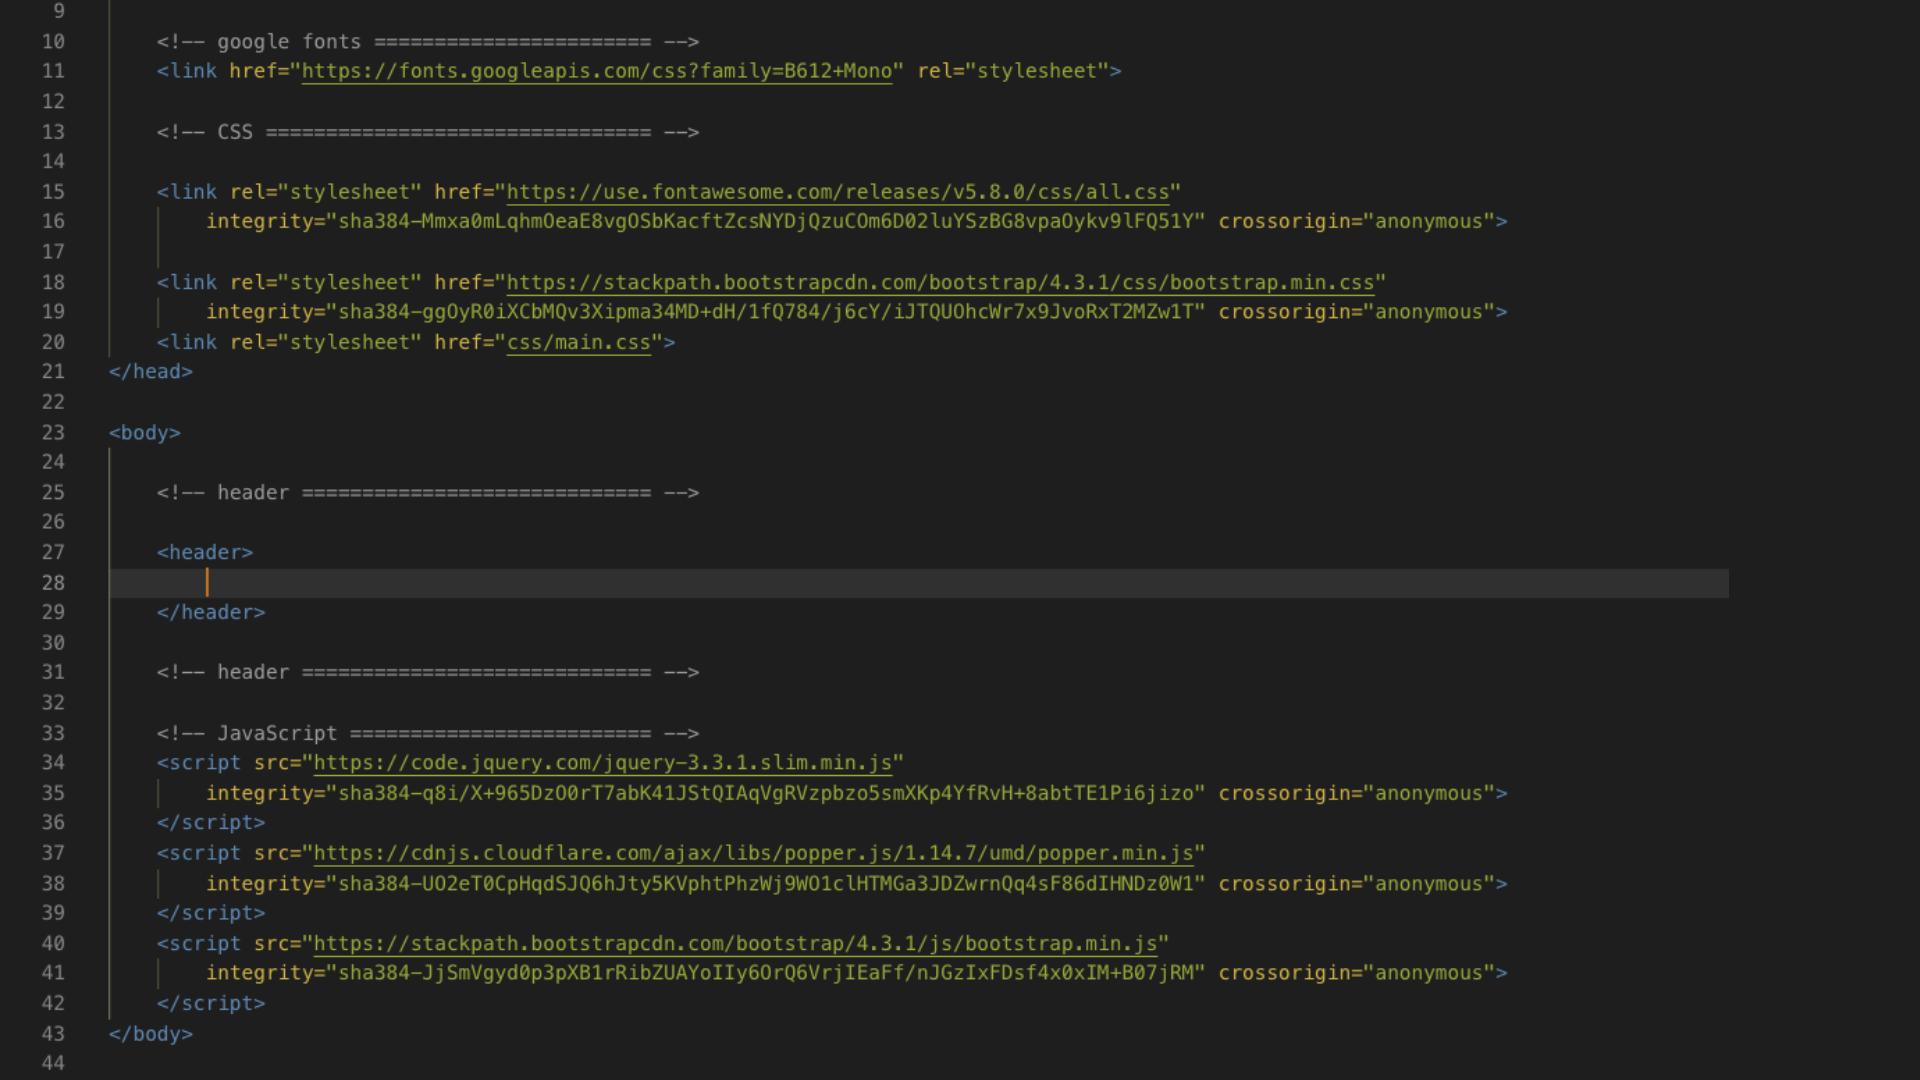 9
10 <!-- google fonts ======================= -->
11 <link href="https://fonts.googleapis.com/css?family=B612+Mono" rel="stylesheet">
12
13 <!-- CSS ================================ -->
14
15 <link rel="stylesheet" href="https://use.fontawesome.com/releases/v5.8.0/css/all.css"
16 integrity="sha384-Mmxa0mLqhmOeaE8vgOSbKacftZcsNYDjQzuCOm6D02luYSzBG8vpaOykv9lFQ51Y" crossorigin="anonymous">
17
18 <link rel="stylesheet" href="https://stackpath.bootstrapcdn.com/bootstrap/4.3.1/css/bootstrap.min.css"
19 integrity="sha384-ggOyR0iXCbMQv3Xipma34MD+dH/1fQ784/j6cY/iJTQUOhcWr7x9JvoRxT2MZw1T" crossorigin="anonymous">
20 <link rel="stylesheet" href="css/main.css">
21 </head>
22
23 <body>
24
25 <!-- header ============================= -->
26
27 <header>
28
29 </header>
30
31 <!-- header ============================= -->
32
33 <!-- JavaScript ========================= -->
34 <script src="https://code.jquery.com/jquery-3.3.1.slim.min.js"
35 integrity="sha384-q8i/X+965DzO0rT7abK41JStQIAqVgRVzpbzo5smXKp4YfRvH+8abtTE1Pi6jizo" crossorigin="anonymous">
36 </script>
37 <script src="https://cdnjs.cloudflare.com/ajax/libs/popper.js/1.14.7/umd/popper.min.js"
38 integrity="sha384-UO2eT0CpHqdSJQ6hJty5KVphtPhzWj9WO1clHTMGa3JDZwrnQq4sF86dIHNDz0W1" crossorigin="anonymous">
39 </script>
40 <script src="https://stackpath.bootstrapcdn.com/bootstrap/4.3.1/js/bootstrap.min.js"
41 integrity="sha384-JjSmVgyd0p3pXB1rRibZUAYoIIy6OrQ6VrjIEaFf/nJGzIxFDsf4x0xIM+B07jRM" crossorigin="anonymous">
42 </script>
43 </body>
44